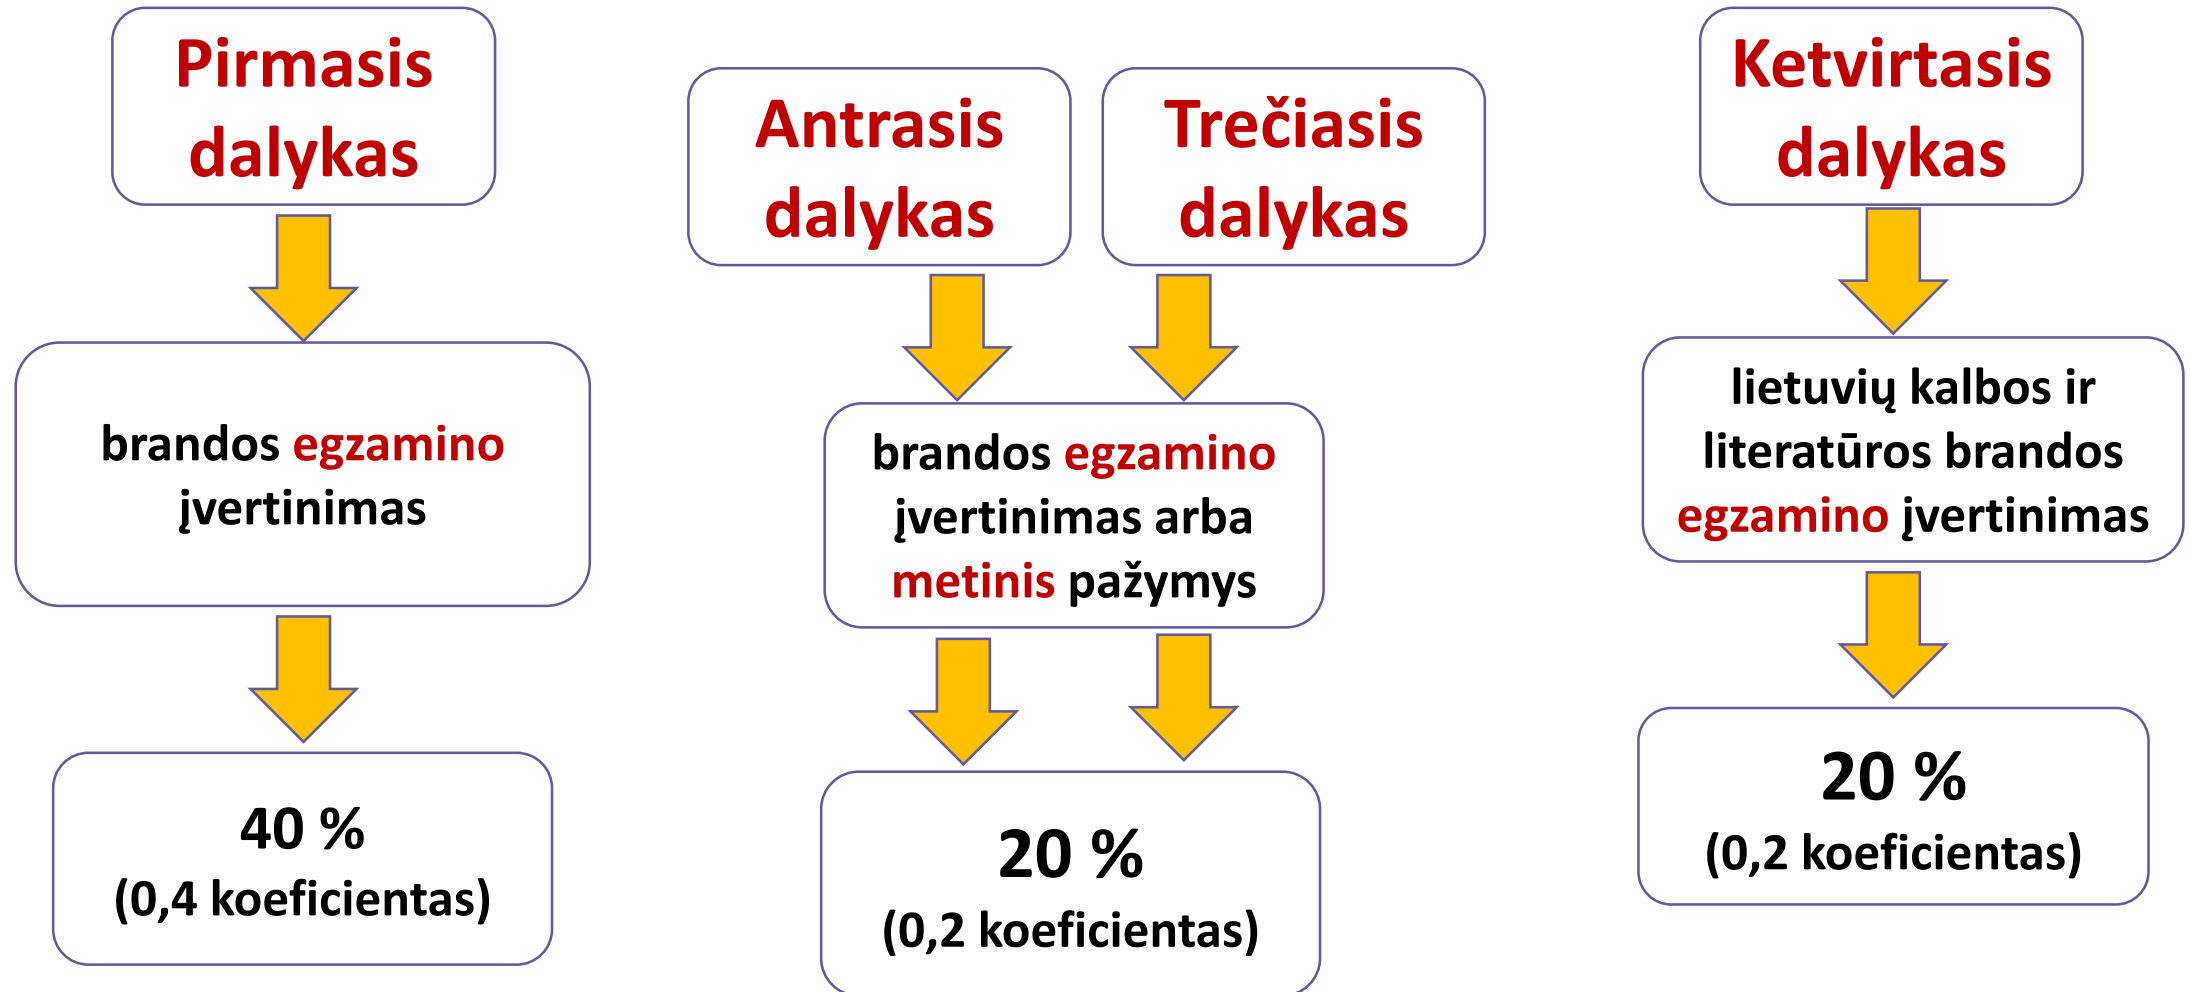 Pirmasis
dalykas
brandos egzamino
įvertinimas
40 %
(0,4 koeficientas)
Antrasis
dalykas
Trečiasis
dalykas
brandos egzamino
įvertinimas arba
metinis pažymys
20 %
(0,2 koeficientas)
Ketvirtasis
dalykas
lietuvių kalbos ir
literatūros brandos
egzamino įvertinimas
20 %
(0,2 koeficientas)